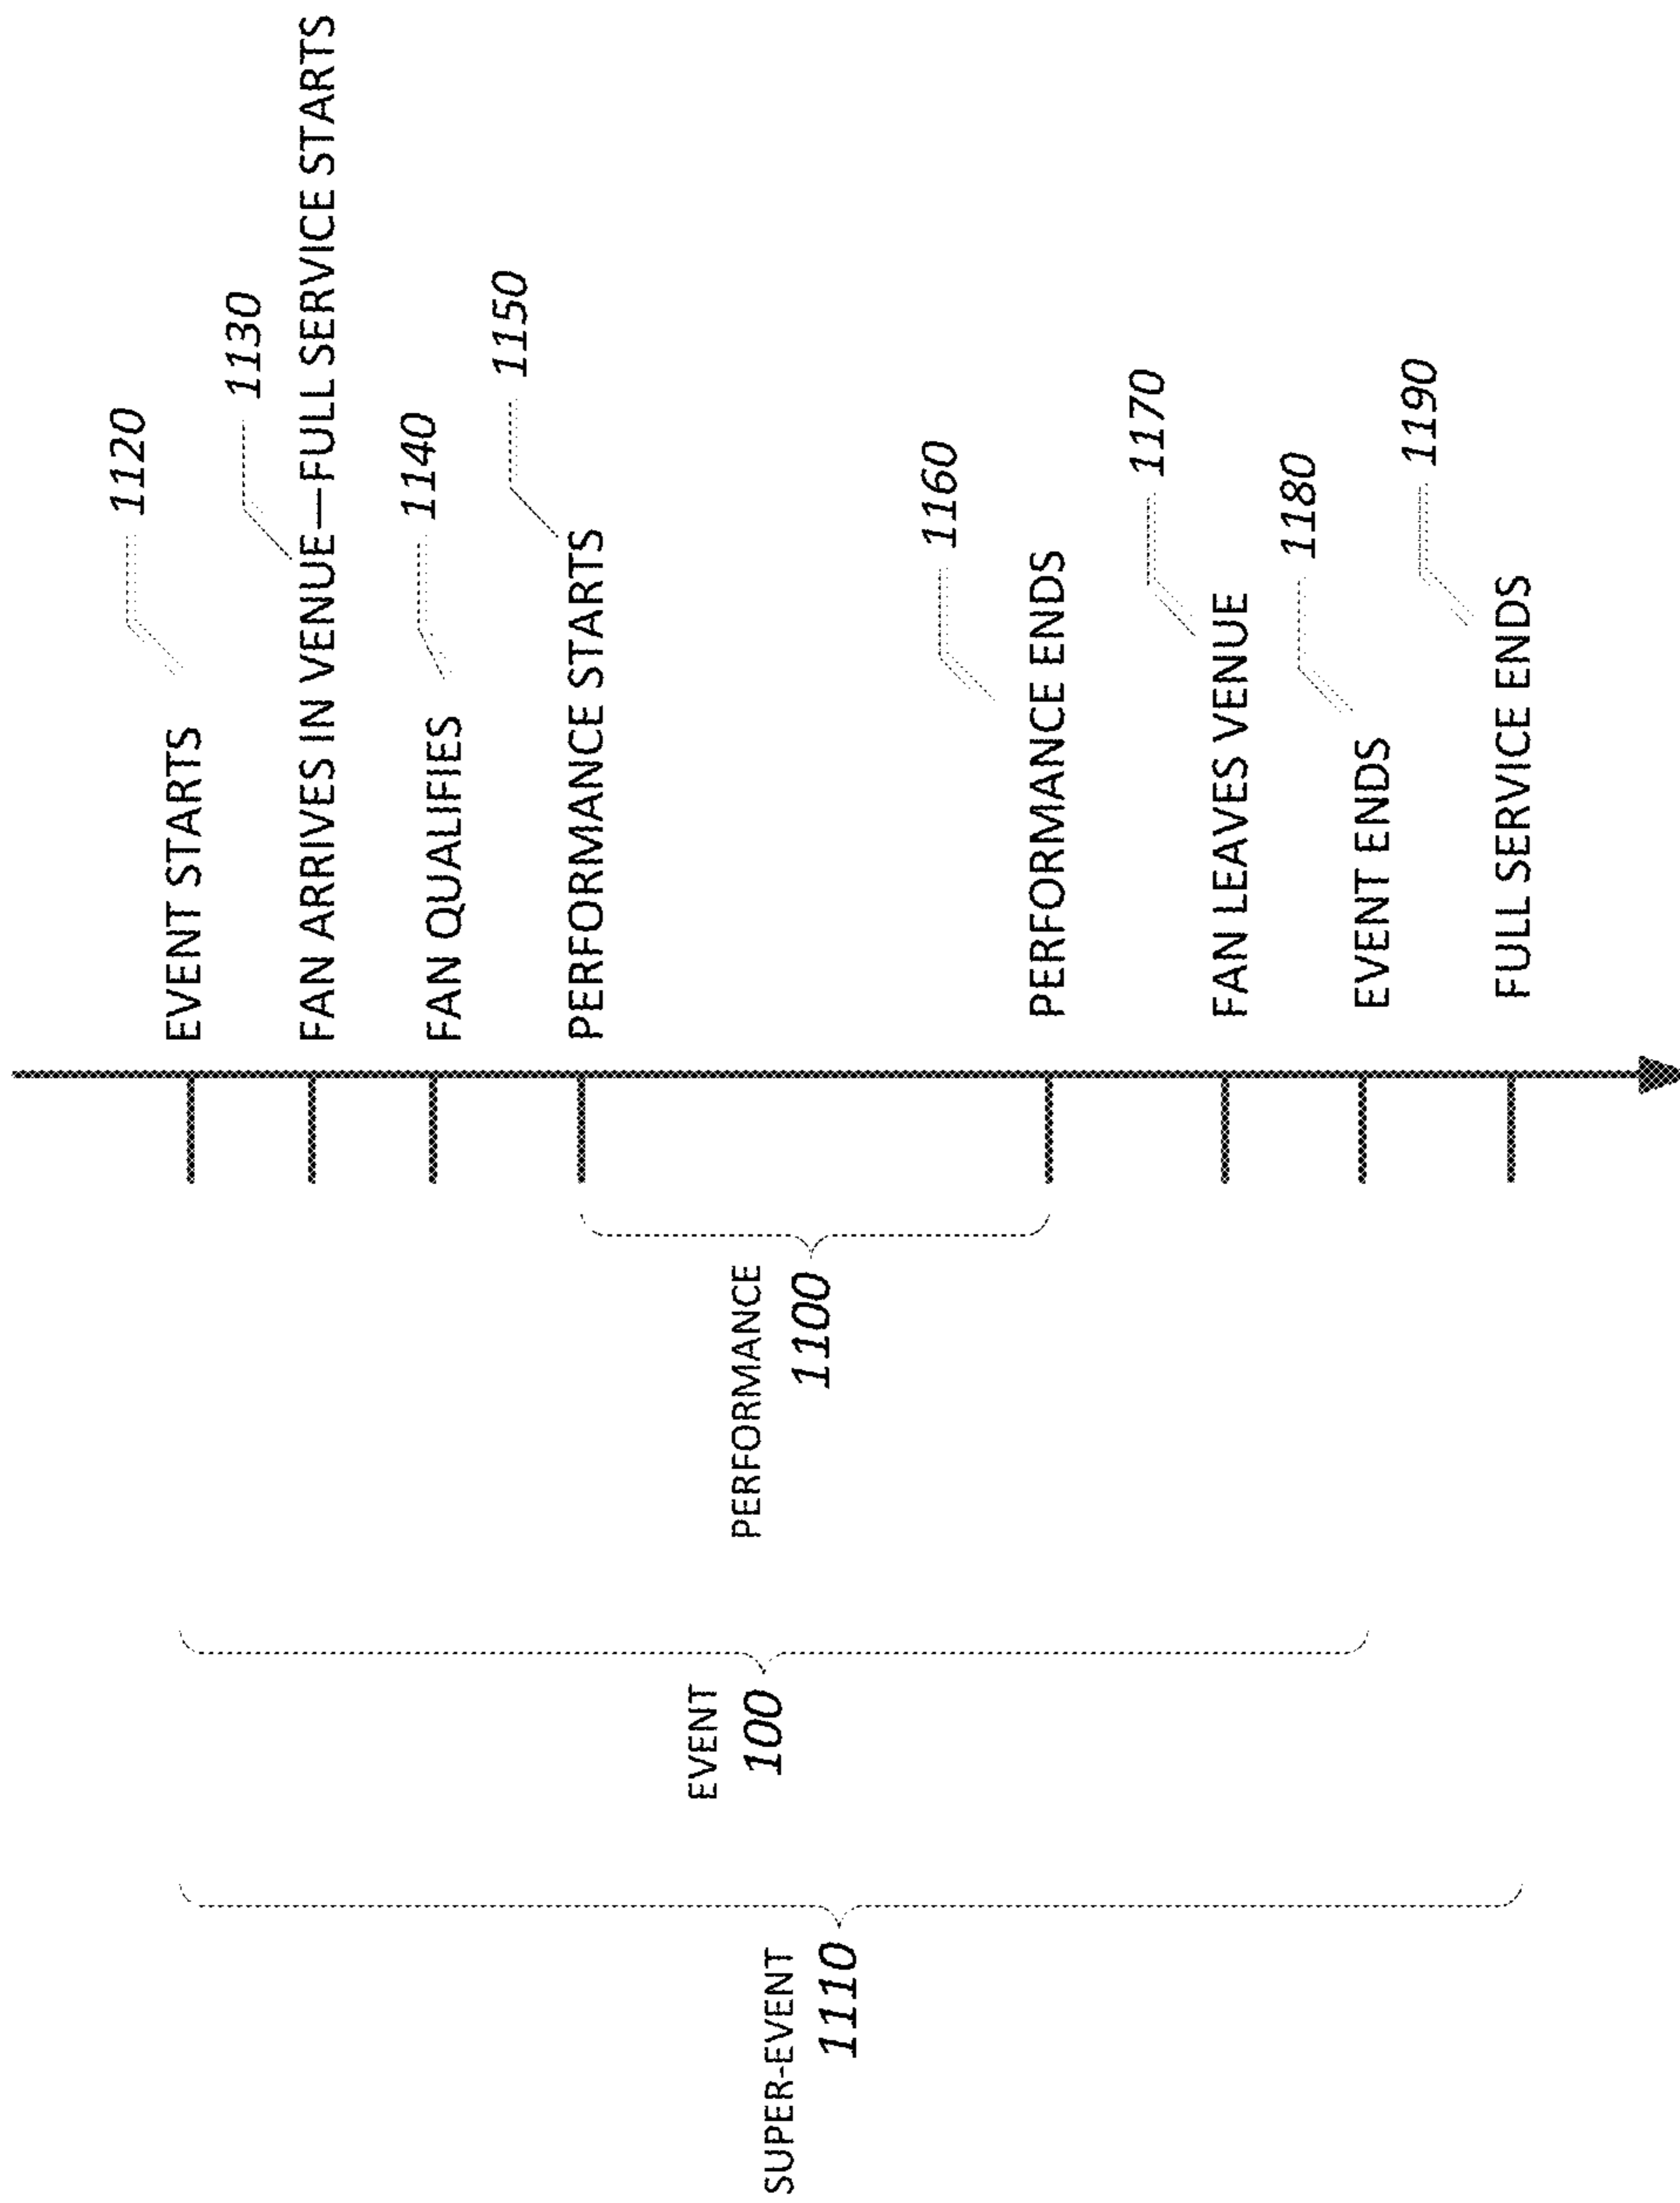 1120
EVENT STARTS
1130
FAN ARRIVES IN VENUE—FULL SERVICE STARTS
1140
FAN QUALIFIES
1150
PERFORMANCE STARTS
1160
PERFORMANCE ENDS
1170
FAN LEAVES VENUE
1180
EVENT ENDS
1190
FULL SERVICE ENDS
PERFORMANCE
1100
EVENT
100
SUPER-EVENT
1110